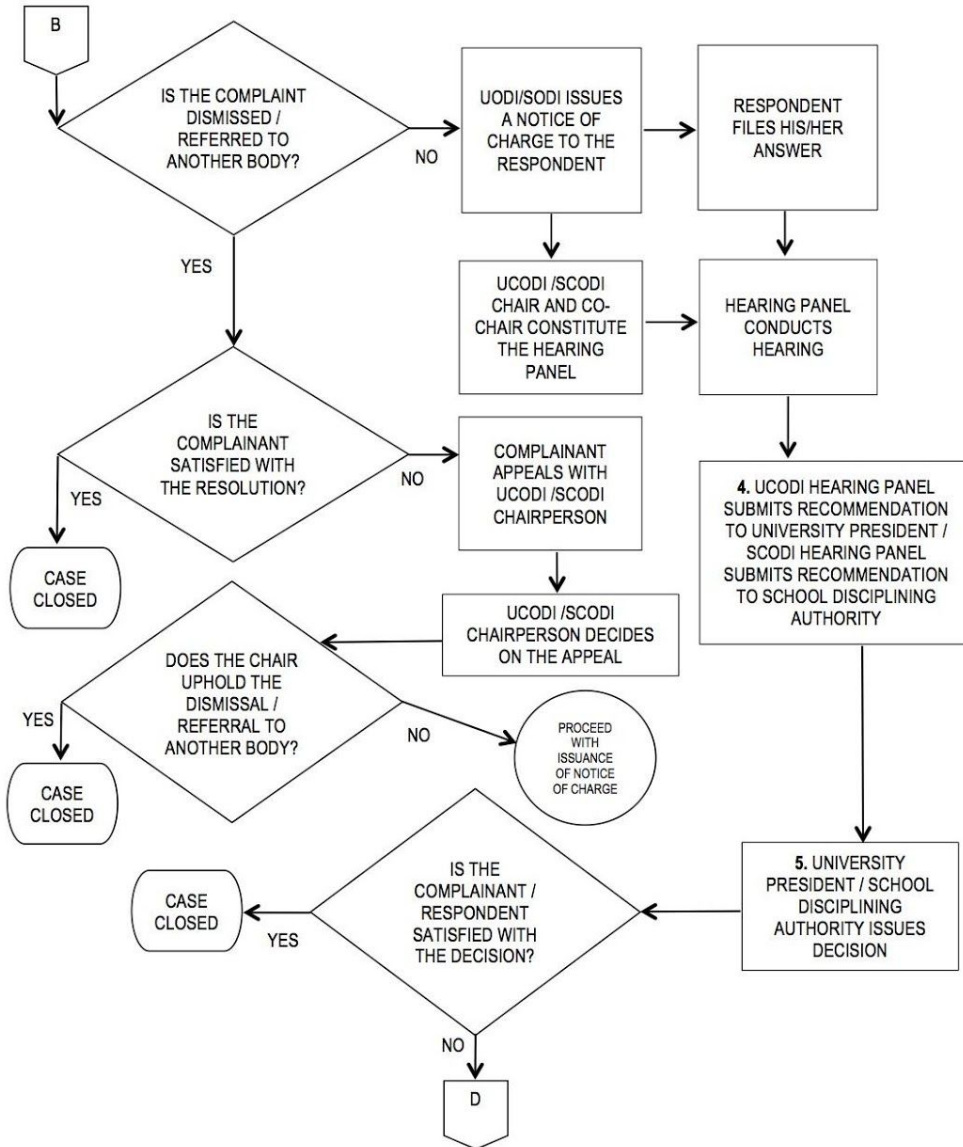 B
IS THE COMPLAINT
DISMISSED /
REFERRED TO
ANOTHER BODY?
NO
UODI/SODI ISSUES
A NOTICE OF
CHARGE TO THE
RESPONDENT
RESPONDENT
FILES HIS/HER
ANSWER
YES
UCODI /SCODI
CHAIR AND CO-
CHAIR CONSTITUTE
THE HEARING
PANEL
HEARING PANEL
CONDUCTS
HEARING
IS THE
COMPLAINANT
SATISFIED WITH
THE RESOLUTION?
YES
NO
CASE
CLOSED
COMPLAINANT
APPEALS WITH
UCODI /SCODI
CHAIRPERSON
4. UCODI HEARING PANEL
SUBMITS RECOMMENDATION
TO UNIVERSITY PRESIDENT /
SCODI HEARING PANEL
SUBMITS RECOMMENDATION
TO SCHOOL DISCIPLINING
AUTHORITY
UCODI /SCODI
CHAIRPERSON DECIDES
ON THE APPEAL
DOES THE CHAIR
UPHOLD THE
DISMISSAL /
REFERRAL TO
ANOTHER BODY?
YES
NO
CASE
CLOSED
PROCEED
WITH
ISSUANCE
OF NOTICE
OF CHARGE
5. UNIVERSITY
PRESIDENT / SCHOOL
DISCIPLINING
AUTHORITY ISSUES
DECISION
IS THE
COMPLAINANT /
RESPONDENT
SATISFIED WITH
THE DECISION?
YES
CASE
CLOSED
NO
D